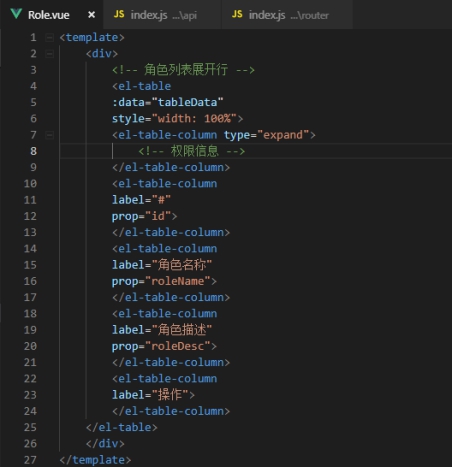 Role.vue × JS index.js ...\api JS index.js ...\router
1 <template>
2 <div>
3 <!-- 角色列表展开行 -->
4 <el-table
5 :data="tableData"
6 style="width: 100%">
7 <el-table-column type="expand">
8 <!-- 权限信息 -->
9 </el-table-column>
10 <el-table-column
11 label="#"
12 prop="id">
13 </el-table-column>
14 <el-table-column
15 label="角色名称"
16 prop="roleName">
17 </el-table-column>
18 <el-table-column
19 label="角色描述"
20 prop="roleDesc">
21 </el-table-column>
22 <el-table-column
23 label="操作">
24 </el-table-column>
25 </el-table>
26 </div>
27 </template>